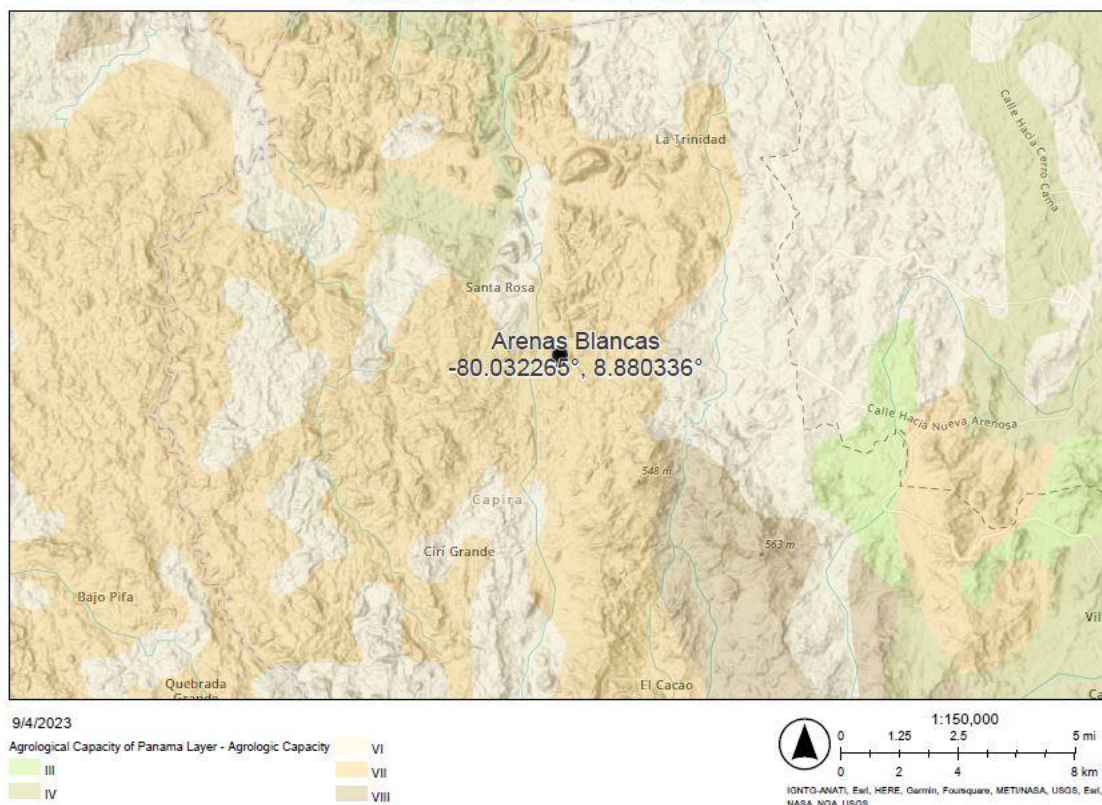 La Trinidad
Calle Hacia Cerro Cama
Santa Rosa
Arenas Blancas
-80.032265°, 8.880336°
Calle Hacia Nueva Arenosa
548 m
Capira
563 m
Cirí Grande
Bajo Pifa
Vil
Quebrada
Grande
El Cacao
Ca
9/4/2023
Agrological Capacity of Panama Layer - Agrologic Capacity
III
IV
VI
VII
VIII
1:150,000
0 1.25 2.5 5 mi
0 2 4 8 km
IGNTG-ANATI, Esri, HERE, Garmin, Foursquare, METI/NASA, USGS, Esri,
NASA, NGA, USGS